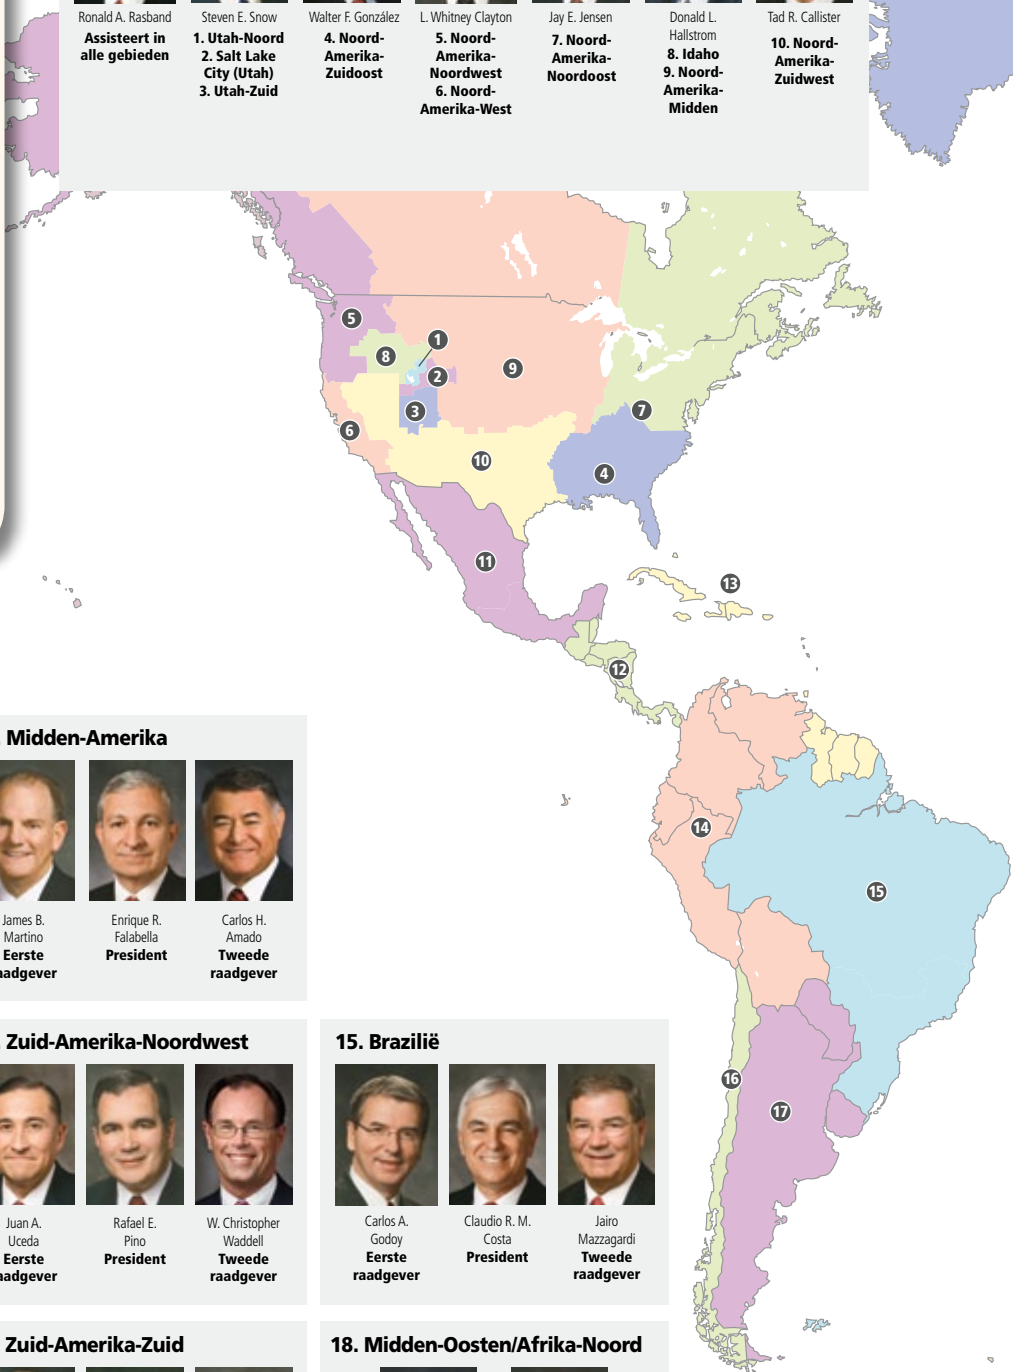 Ronald A. Rasband
Assisteert in
alle gebieden
Steven E. Snow
1. Utah-Noord
2. Salt Lake
City (Utah)
3. Utah-Zuid
Walter F. González
4. Noord-
Amerika-
Zuidoost
L. Whitney Clayton
5. Noord-
Amerika-
Noordwest
6. Noord-
Amerika-West
Jay E. Jensen
7. Noord-
Amerika-
Noordoost
Donald L.
Hallstrom
8. Idaho
9. Noord-
Amerika-
Midden
Tad R. Callister
10. Noord-
Amerika-
Zuidwest
5
1
8
2
9
3
7
6
10
4
11
13
12
14
15
16
17
Midden-Amerika
James B.
Martino
Eerste
aadgever
Enrique R.
Falabella
President
Carlos H.
Amado
Tweede
raadgever
Zuid-Amerika-Noordwest
Juan A.
Uceda
Eerste
aadgever
Rafael E.
Pino
President
W. Christopher
Waddell
Tweede
raadgever
15. Brazilië
Carlos A.
Godoy
Eerste
raadgever
Claudio R. M.
Costa
President
Jairo
Mazzagardi
Tweede
raadgever
Zuid-Amerika-Zuid
18. Midden-Oosten/Afrika-Noord